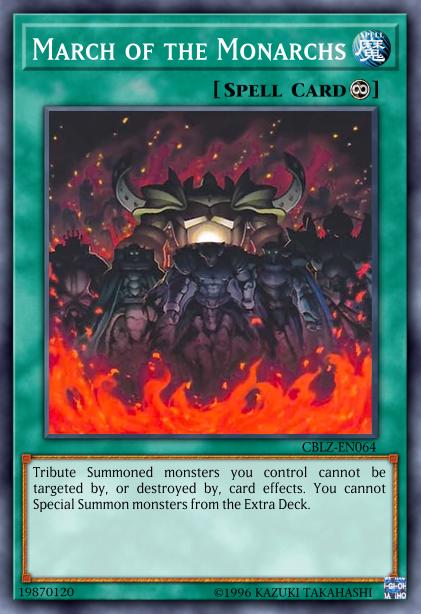 March of the Monarchs
SPELL
魔
[Spell Card]
CBLZ-EN064
Tribute Summoned monsters you control cannot be
targeted by, or destroyed by, card effects. You cannot
Special Summon monsters from the Extra Deck.
19870120
©1996 KAZUKI TAKAHASHI